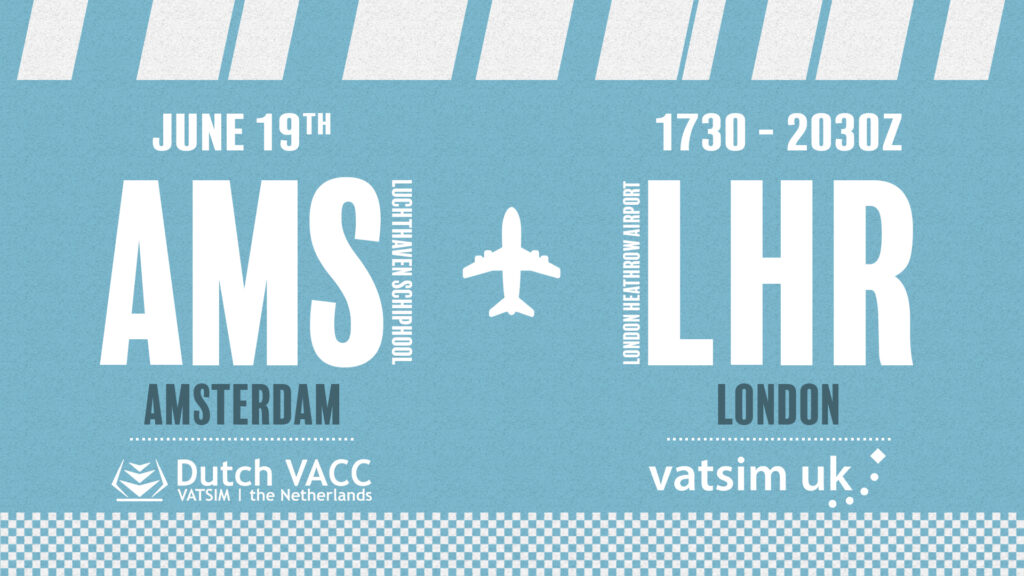 JUNE 19TH
1730 - 2030Z
AMS
LUCHTHAVEN SCHIPHOOL
LONDON HEATHROW AIRPORT
LHR
AMSTERDAM
LONDON
Dutch VACC
VATSIM | the Netherlands
vatsim uk